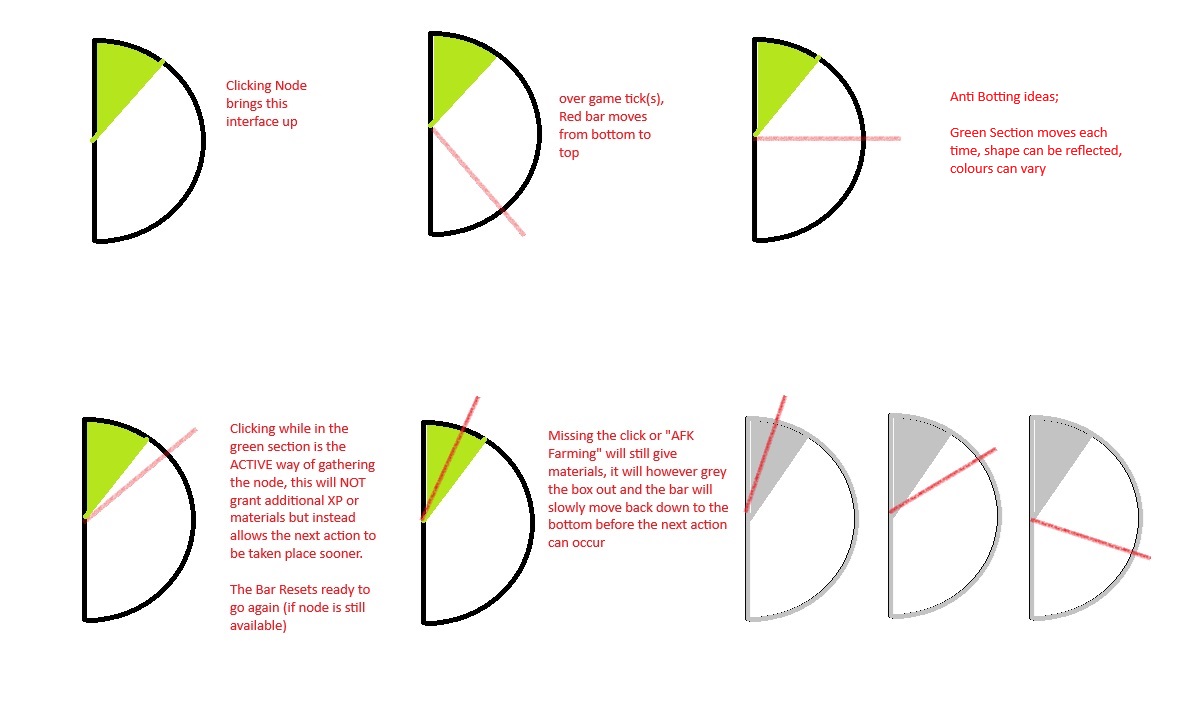 Clicking Node
brings this
interface up
over game tick(s),
Red bar moves
from bottom to
top
Anti Botting ideas;
Green Section moves each
time, shape can be reflected,
colours can vary
Clicking while in the
green section is the
ACTIVE way of gathering
the node, this will NOT
grant additional XP or
materials but instead
allows the next action to
be taken place sooner.
The Bar Resets ready to
go again (if node is still
available)
Missing the click or "AFK
Farming" will still give
materials, it will however grey
the box out and the bar will
slowly move back down to the
bottom before the next action
can occur